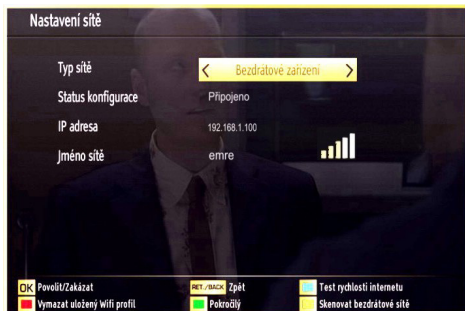 Nastavení sítě
Typ sítě
Bezdrátové zařízení
Status konfigurace
Připojeno
IP adresa
192.168.1.100
Jméno sítě
emre
OK Povolit/Zakázat
RET./BACK Zpět
Test rychlosti internetu
Vymazat uložený Wifi profil
Pokročilý
Skenovat bezdrátové sítě